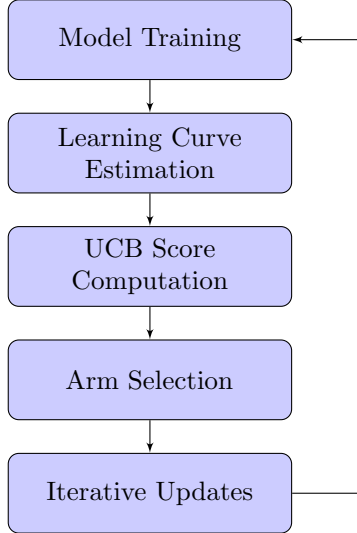 Model Training
Learning Curve
Estimation
UCB Score
Computation
Arm Selection
Iterative Updates